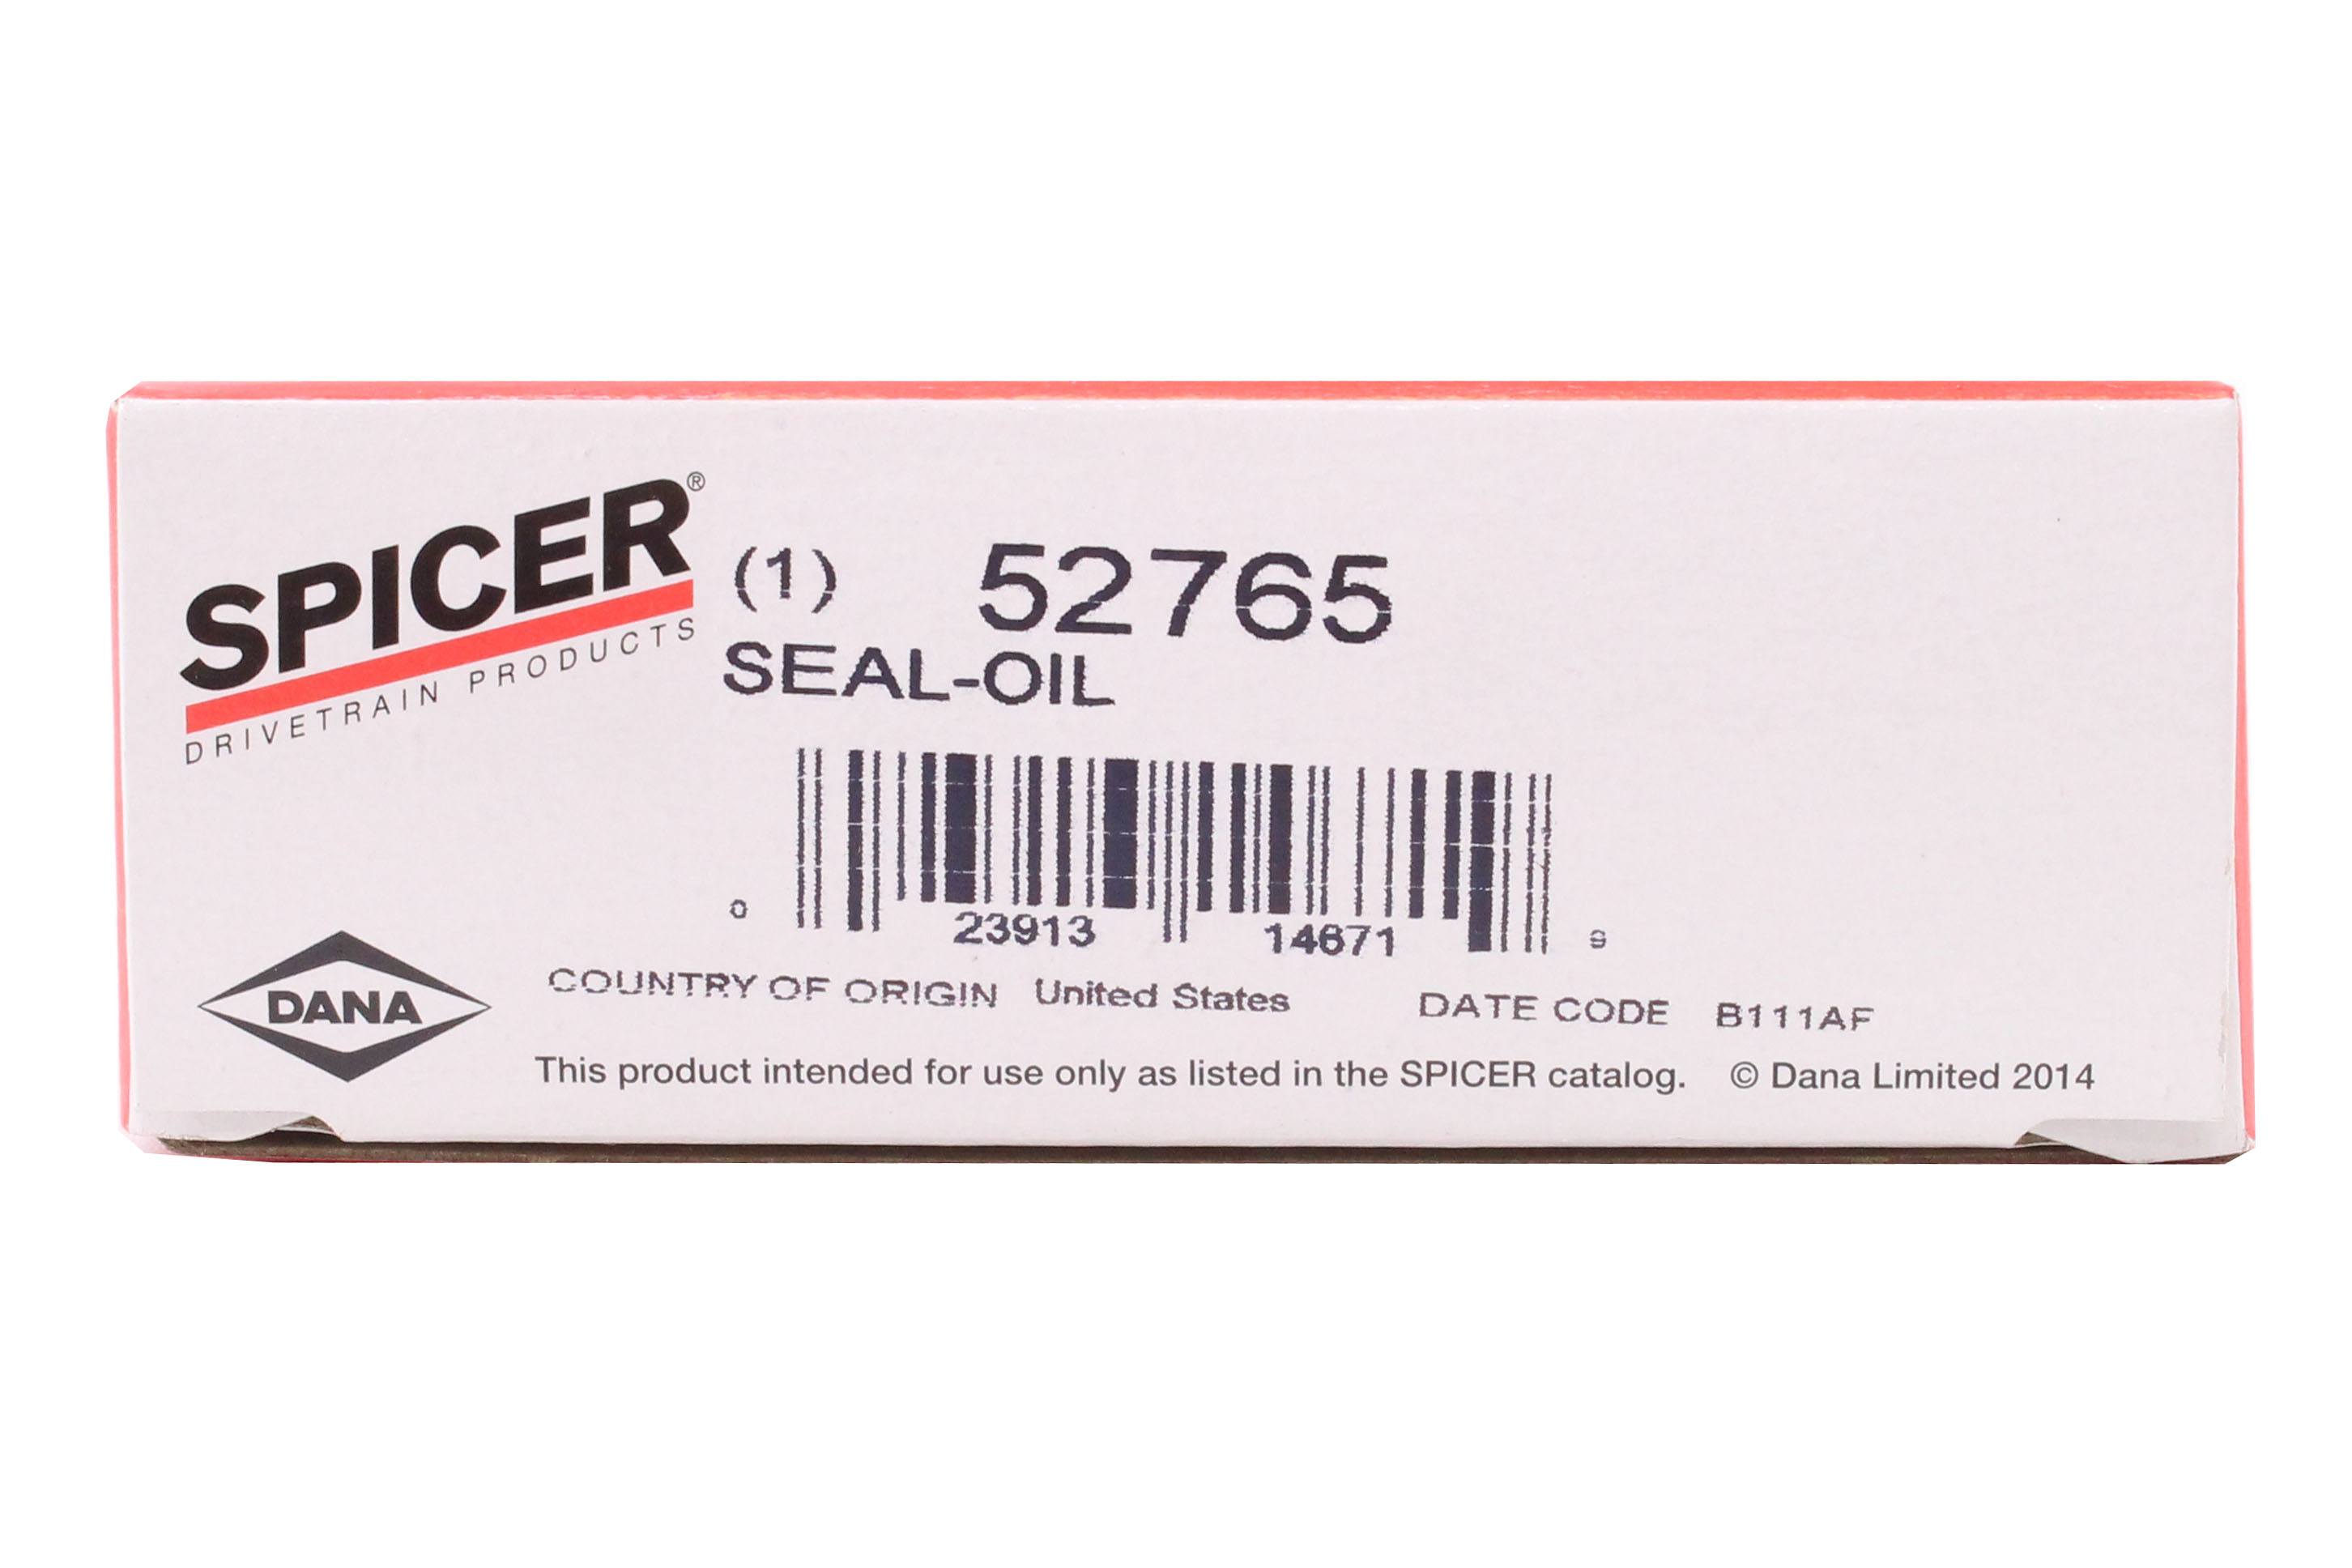 SPICER®
DRIVETRAIN PRODUCTS
(1) 52765
SEAL-OIL
0 23913 14671 9
DANA
COUNTRY OF ORIGIN United States DATE CODE B111AF
This product intended for use only as listed in the SPICER catalog. © Dana Limited 2014